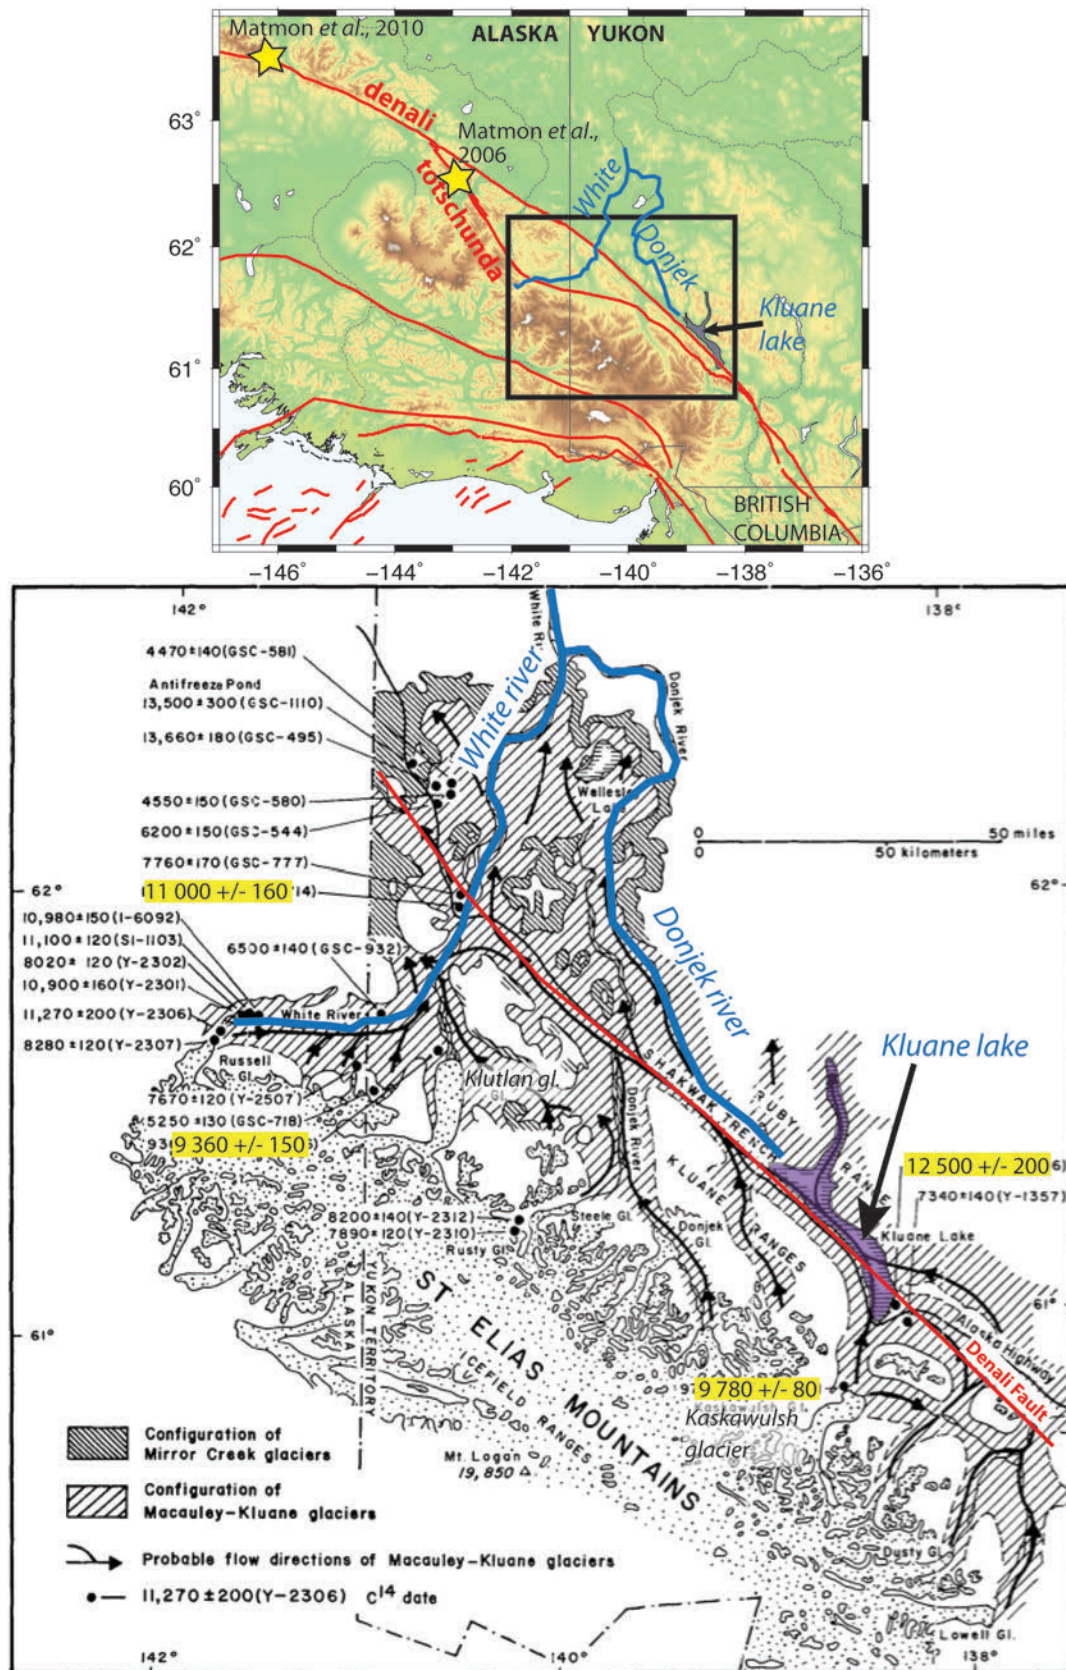 Matmon et al., 2010
ALASKA
YUKON
denali
Matmon et al.,
2006
totschunda
White
Donjek
Kluane
lake
BRITISH
COLUMBIA
63°
62°
61°
60°
−146°
−144°
−142°
−140°
−138°
−136°
142°
138°
4470±140(GSC-581)
Antifreeze Pond
13,500±300(GSC-1110)
13,660±180(GSC-495)
4550±150(GSC-580)
6200±150(GSC-544)
7760±170(GSC-777)
11 000 +/- 160
14)
62°
62°
10,980±150(I-6092)
11,100±120(SI-1103)
8020± 120(Y-2302)
10,900±160(Y-2301)
11,270±200(Y-2306)
8280±120(Y-2307)
6500±140(GSC-932)
White River
Russell
Gl.
7670±120(Y-2507)
5250±130(GSC-718)
9 360 +/- 150
White river
Donjek River
Wellesley
Lake
0 50 miles
0 50 kilometers
Donjek river
Klutlan gl.
Gl.
Donjek River
SHAKWAK TRENCH
RUBY
RANGE
Kluane lake
12 500 +/- 200
6)
7340±140(Y-1357)
Kluane Lake
KLUANE
RANGES
8200±140(Y-2312)
7890±120(Y-2310)
Rusty Gl.
Steele Gl.
Donjek
Gl.
61°
61°
Alaska Highway
Denali Fault
ALASKA
YUKON TERRITORY
ST ELIAS MOUNTAINS
ICEFIELD RANGES
9 780 +/- 80
Kaskawulsh Gl.
Kaskawulsh
glacier
Mt. Logan
19,850 △
Dusty Gl.
Lowell Gl.
Configuration of
Mirror Creek glaciers
Configuration of
Macauley-Kluane glaciers
Probable flow directions of Macauley-Kluane glaciers
11,270±200(Y-2306) C14 date
142°
140°
138°